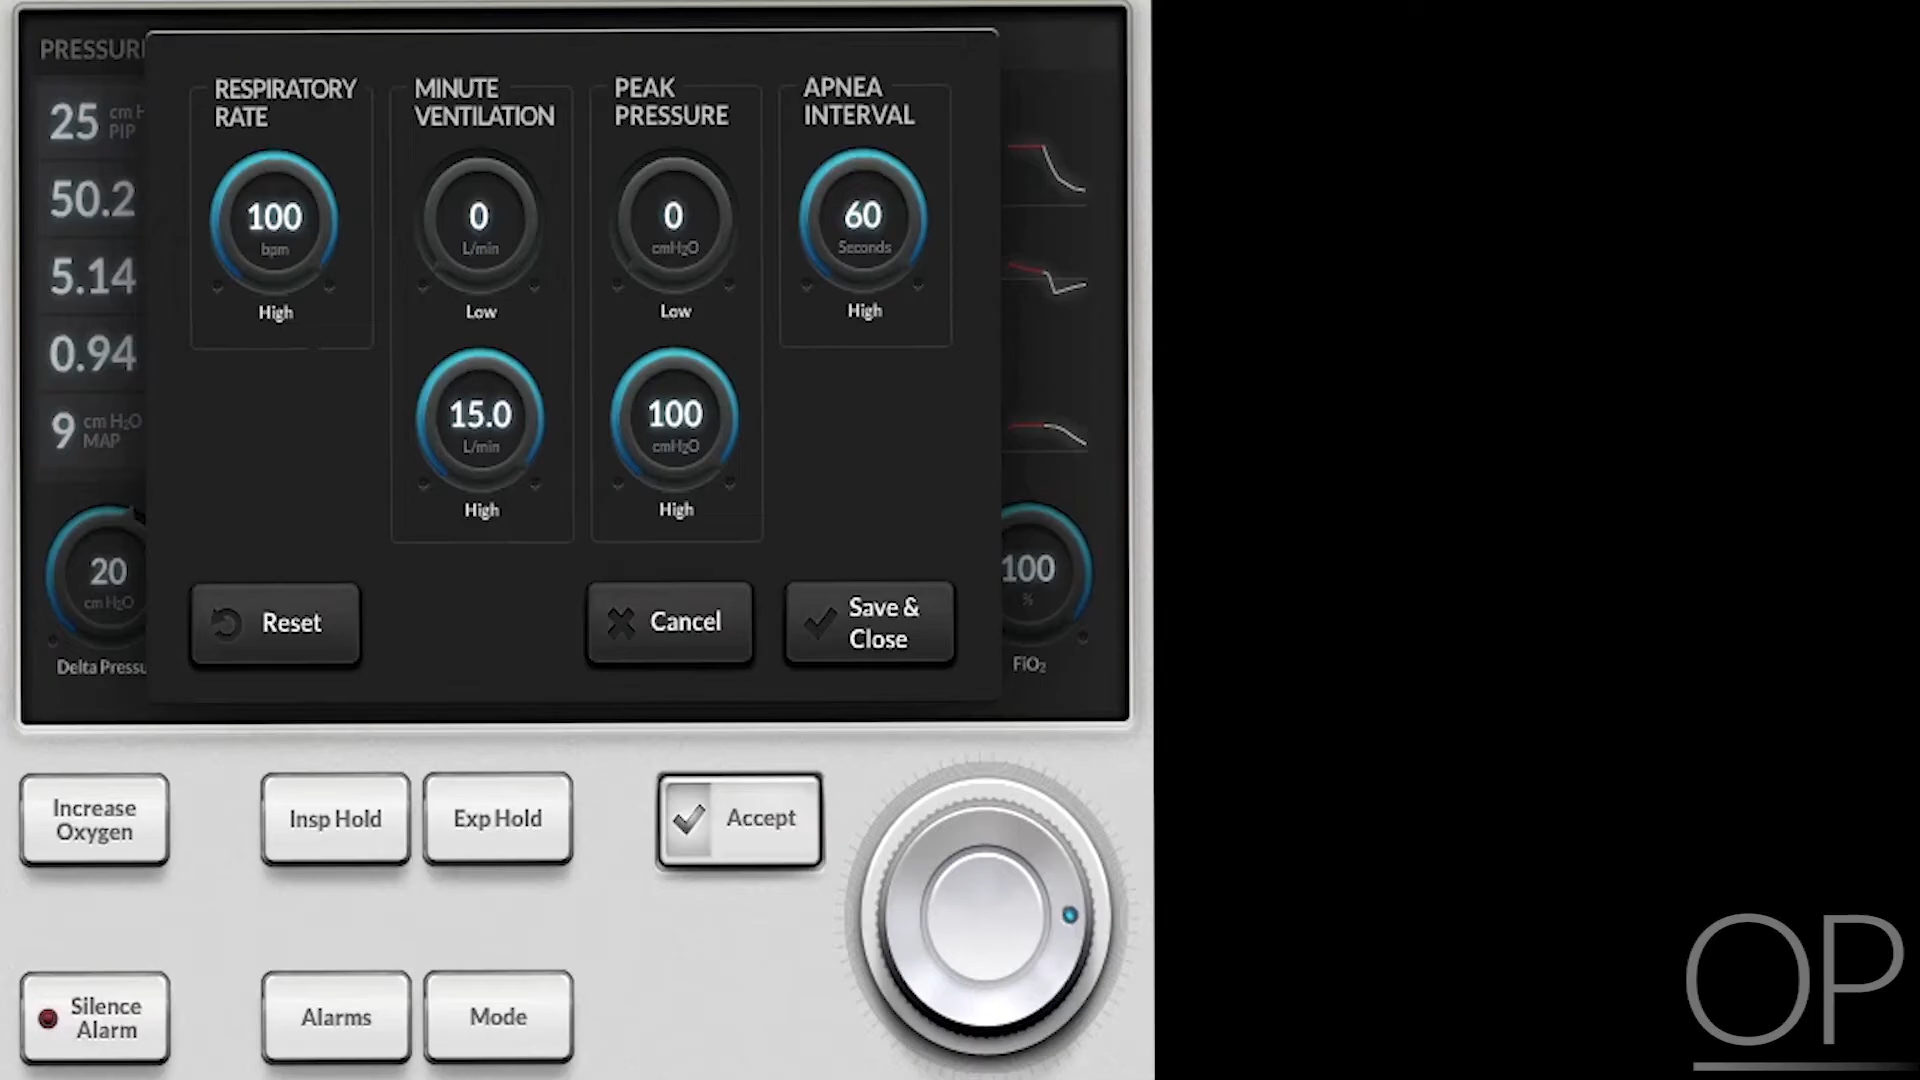 PRESSUR
25 cm H
PIP
50.2
5.14
0.94
9 cm H₂O
MAP
20
cm H₂O
Delta Pressu
RESPIRATORY
RATE
100
bpm
High
MINUTE
VENTILATION
0
L/min
Low
15.0
L/min
High
PEAK
PRESSURE
0
cmH₂O
Low
100
cmH₂O
High
APNEA
INTERVAL
60
Seconds
High
100
%
FiO₂
Reset
Cancel
Save &
Close
Increase
Oxygen
Insp Hold
Exp Hold
Accept
Silence
Alarm
Alarms
Mode
OP